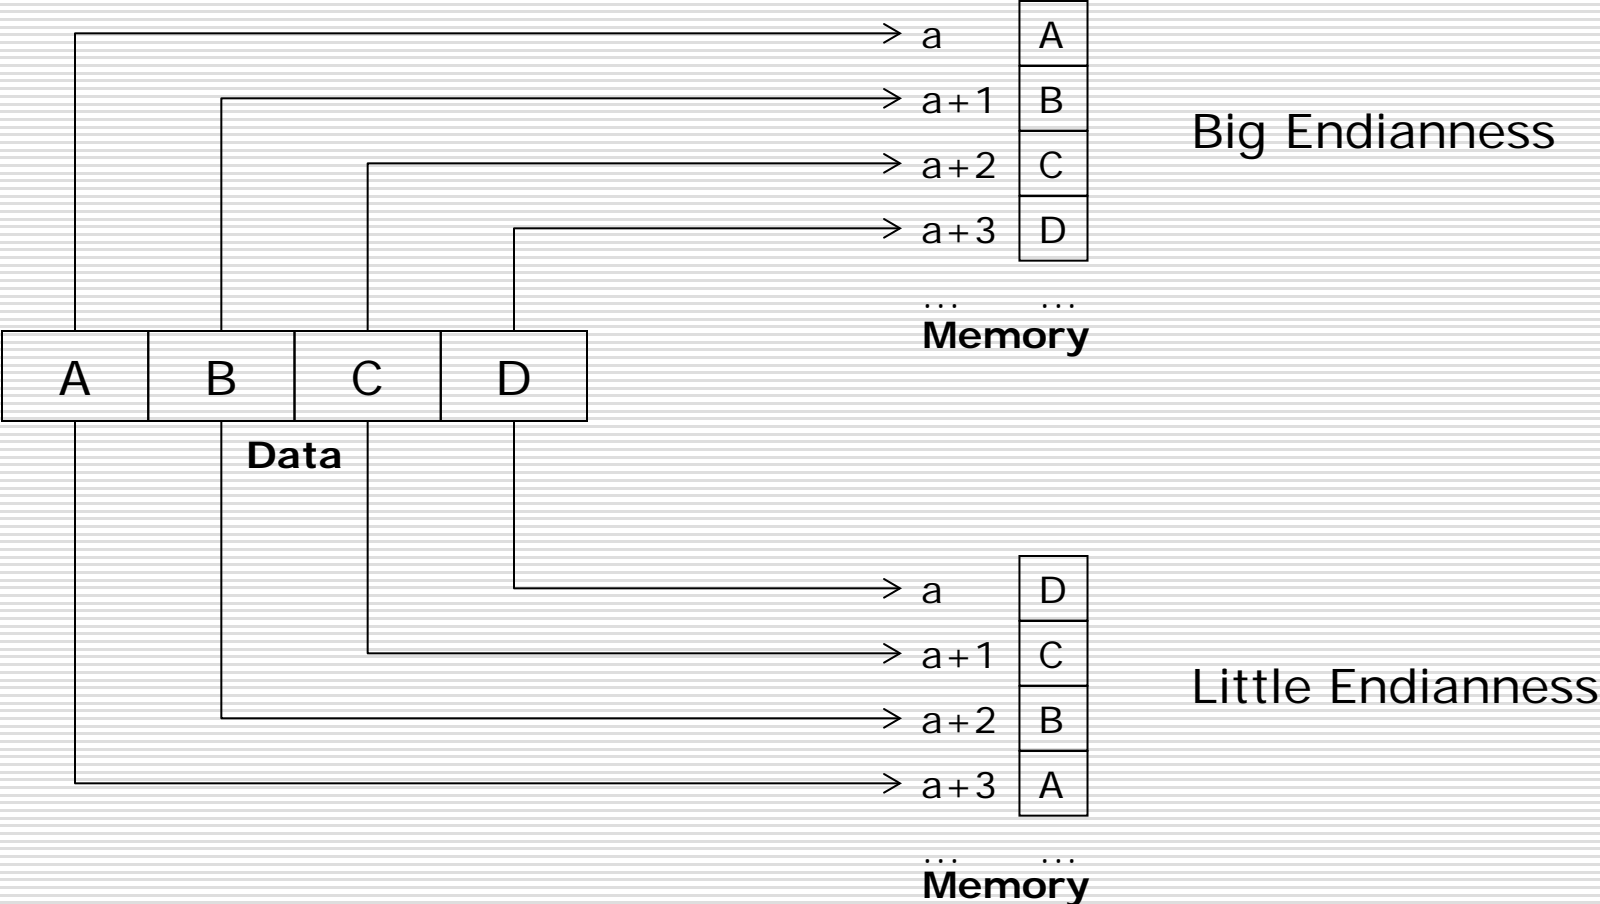 a A
a+1 B
Big Endianness
a+2 C
a+3 D
... ...
Memory
A B C D
Data
a D
a+1 C
Little Endianness
a+2 B
a+3 A
... ...
Memory